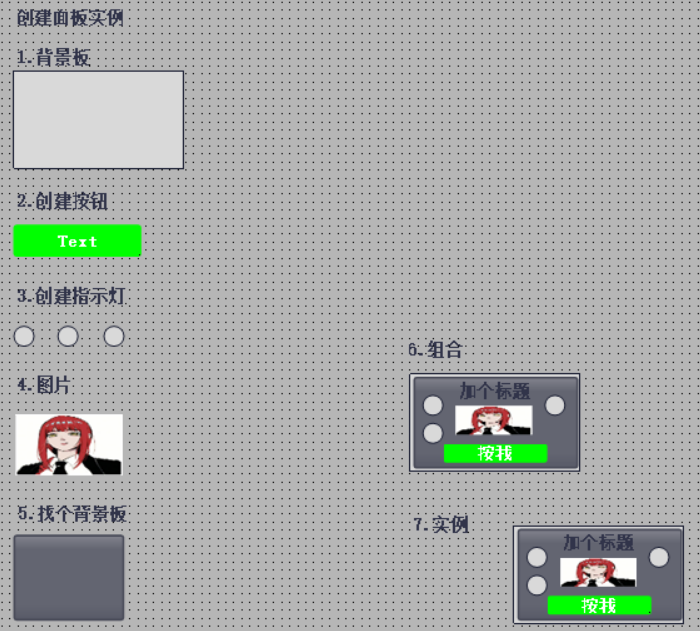 创建面板实例
1.背景板
2.创建按钮
Text
3.创建指示灯
4.图片
5.找个背景板
6.组合
加个标题
按我
7.实例
加个标题
按我